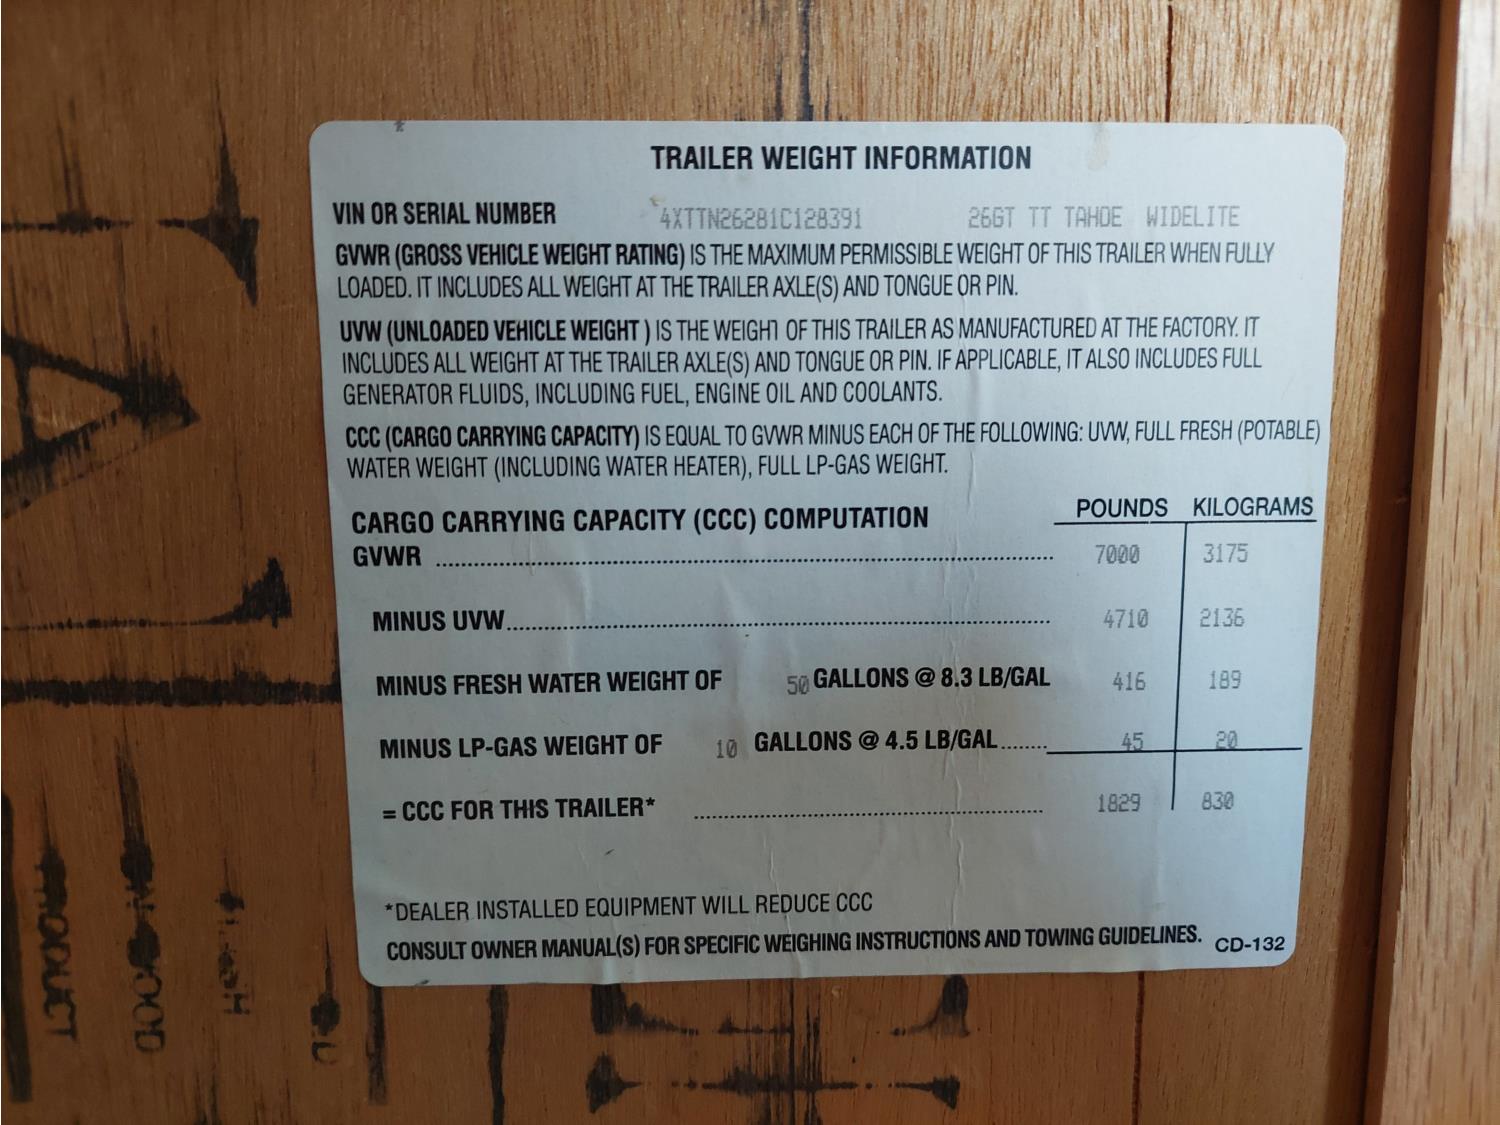 TRAILER WEIGHT INFORMATION
VIN OR SERIAL NUMBER 4XTTN26281C128391 26GT TT TAHOE WIDELITE
GVWR (GROSS VEHICLE WEIGHT RATING) IS THE MAXIMUM PERMISSIBLE WEIGHT OF THIS TRAILER WHEN FULLY
LOADED. IT INCLUDES ALL WEIGHT AT THE TRAILER AXLE(S) AND TONGUE OR PIN.
UVW (UNLOADED VEHICLE WEIGHT ) IS THE WEIGHT OF THIS TRAILER AS MANUFACTURED AT THE FACTORY. IT
INCLUDES ALL WEIGHT AT THE TRAILER AXLE(S) AND TONGUE OR PIN. IF APPLICABLE, IT ALSO INCLUDES FULL
GENERATOR FLUIDS, INCLUDING FUEL, ENGINE OIL AND COOLANTS.
CCC (CARGO CARRYING CAPACITY) IS EQUAL TO GVWR MINUS EACH OF THE FOLLOWING: UVW, FULL FRESH (POTABLE)
WATER WEIGHT (INCLUDING WATER HEATER), FULL LP-GAS WEIGHT.
CARGO CARRYING CAPACITY (CCC) COMPUTATION POUNDS KILOGRAMS
GVWR 7000 3175
MINUS UVW 4710 2136
MINUS FRESH WATER WEIGHT OF 50 GALLONS @ 8.3 LB/GAL 416 189
MINUS LP-GAS WEIGHT OF 10 GALLONS @ 4.5 LB/GAL 45 20
= CCC FOR THIS TRAILER* 1829 830
*DEALER INSTALLED EQUIPMENT WILL REDUCE CCC
CONSULT OWNER MANUAL(S) FOR SPECIFIC WEIGHING INSTRUCTIONS AND TOWING GUIDELINES. CD-132
PRODUCT